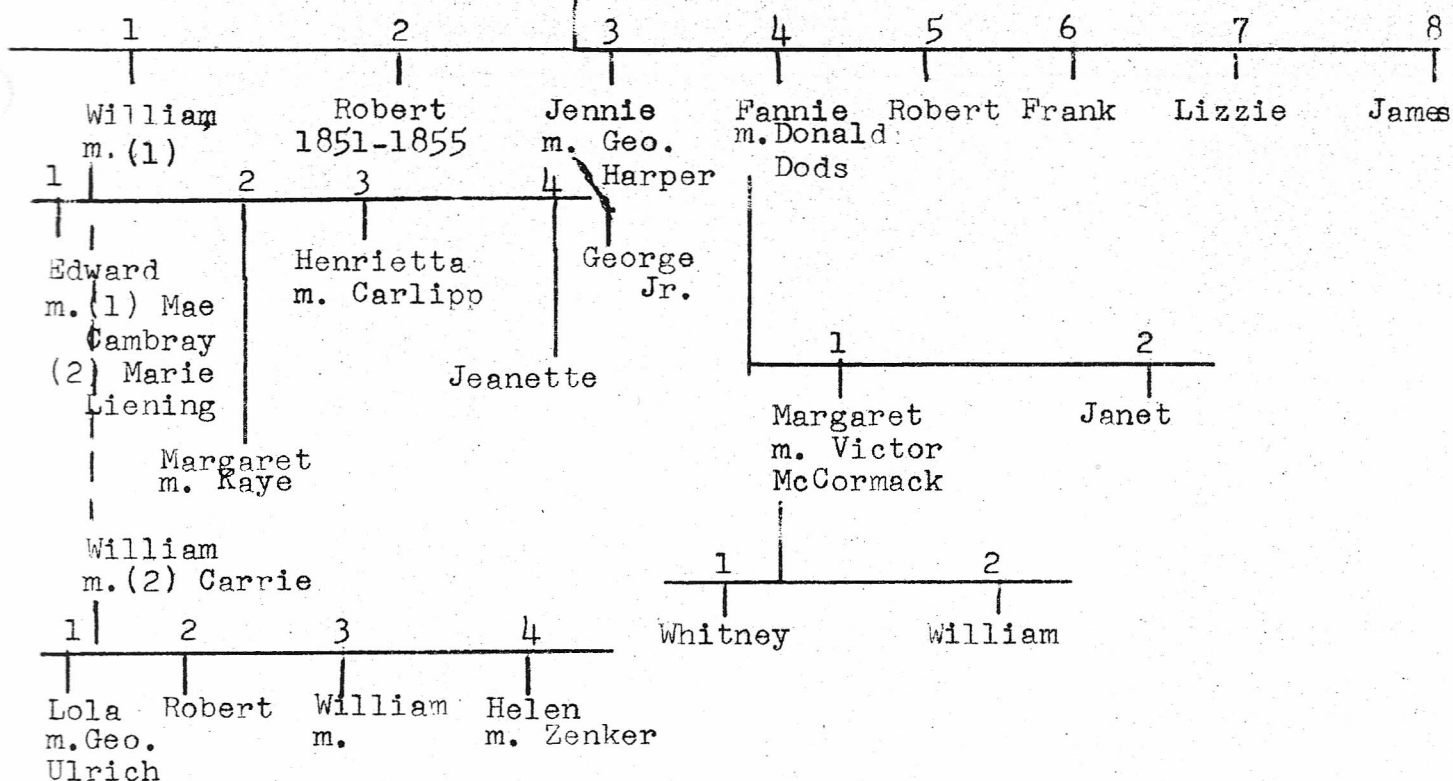 1 2 3 4 5 6 7 8
William Robert Jennie Fannie Robert Frank Lizzie James
m. (1) 1851-1855 m. Geo. m. Donald
Harper Dods
1 2 3 4
Edward Henrietta George
m. (1) Mae m. Carlipp Jr.
Cambray
(2) Marie Jeanette
Liening
1 2
Margaret Janet
m. Victor
McCormack
Margaret
m. Kaye
William
m. (2) Carrie
1 2
Whitney William
1 2 3 4
Lola Robert William Helen
m. Geo. m. m. Zenker
Ulrich